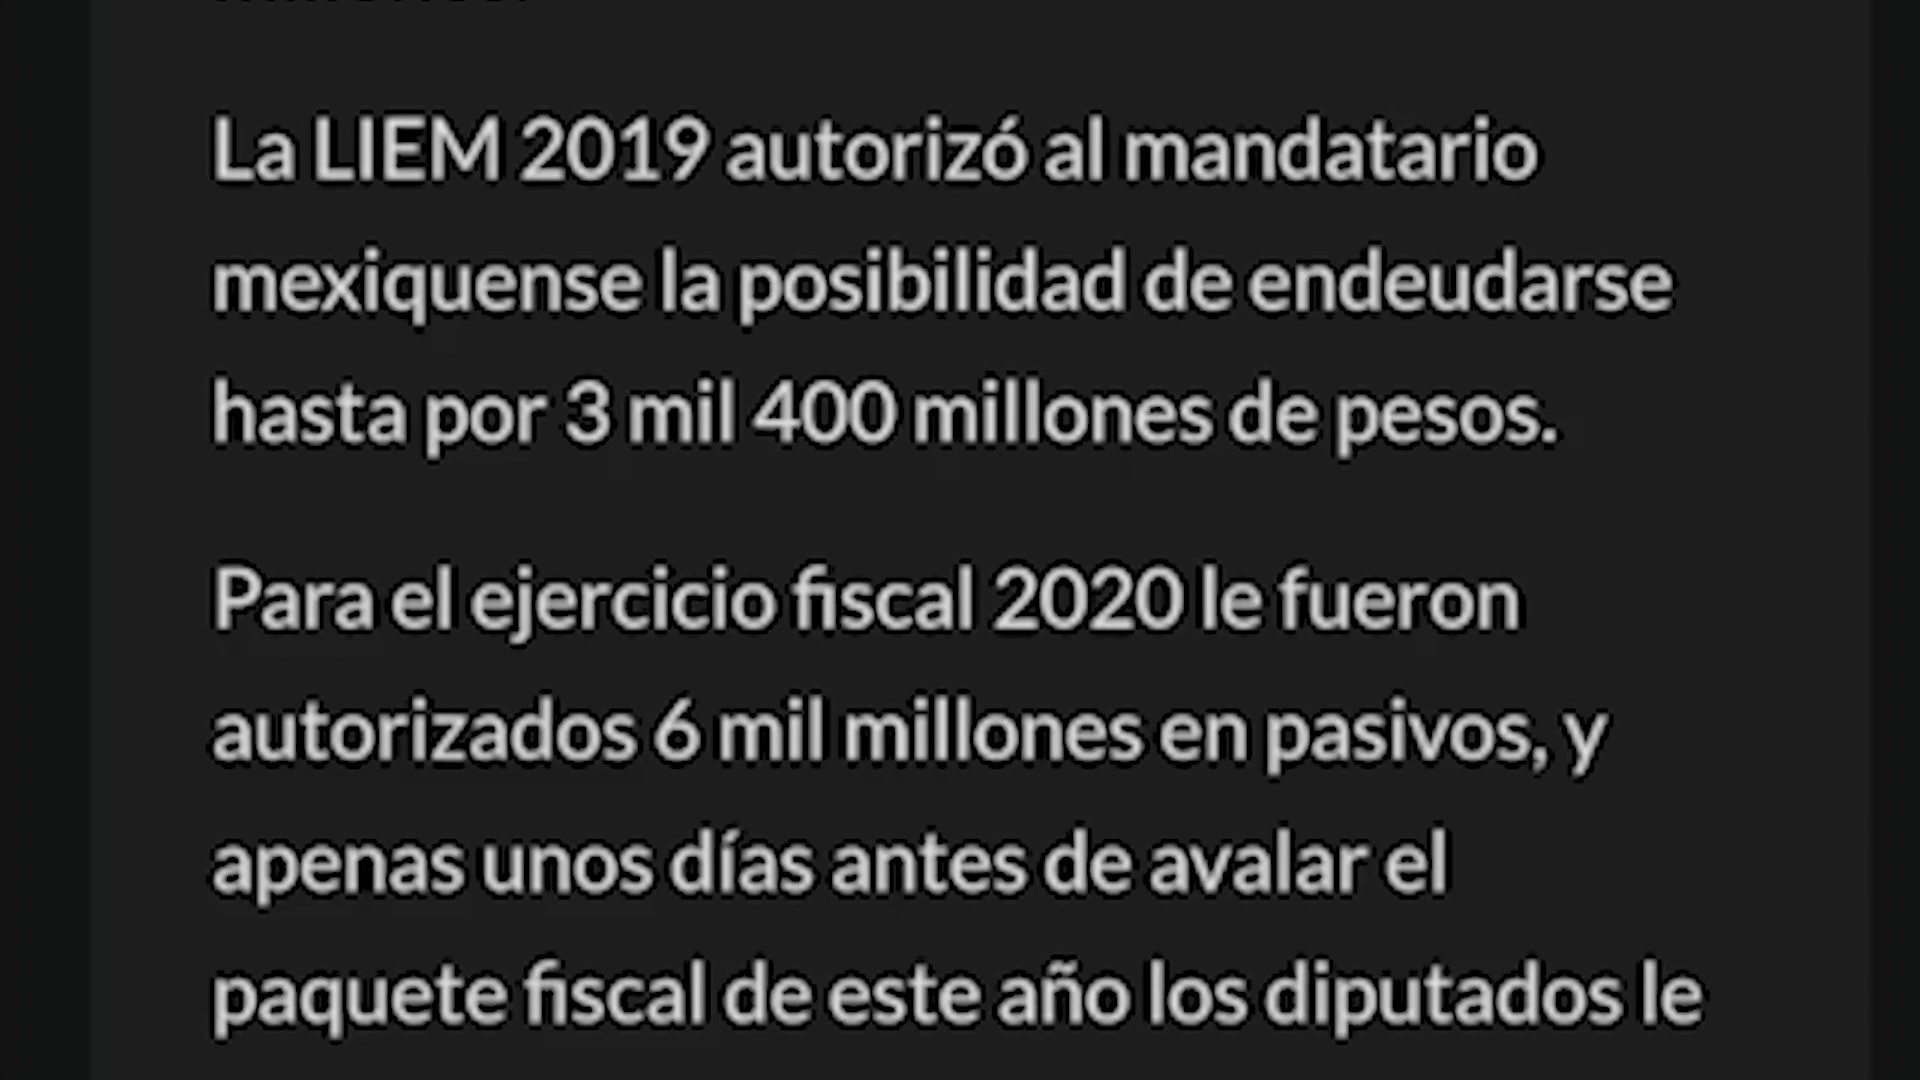 La LIEM 2019 autorizó al mandatario
mexiquense la posibilidad de endeudarse
hasta por 3 mil 400 millones de pesos.
Para el ejercicio fiscal 2020 le fueron
autorizados 6 mil millones en pasivos, y
apenas unos días antes de avalar el
paquete fiscal de este año los diputados le